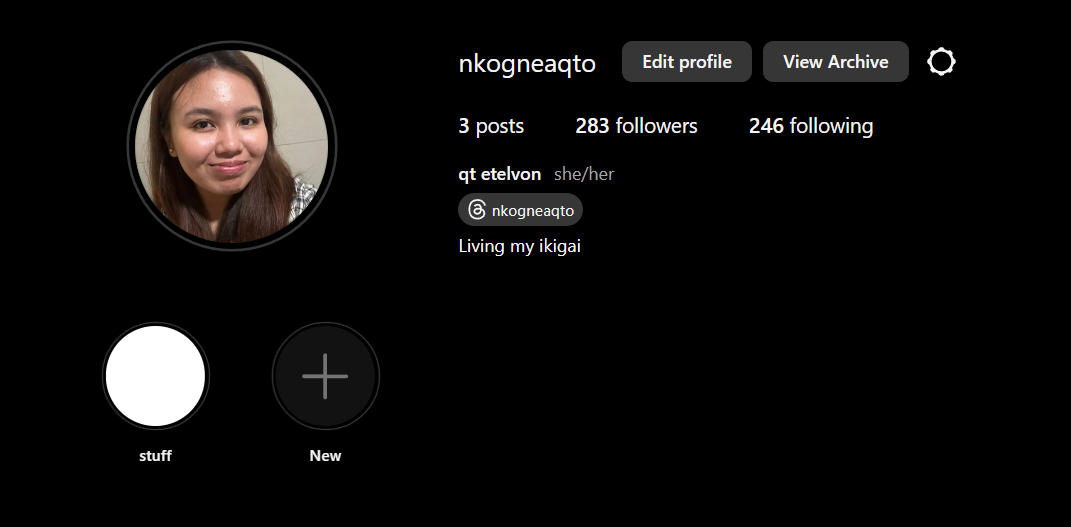 nkogneaqto Edit profile View Archive
3 posts 283 followers 246 following
qt etelvon she/her
nkogneaqto
Living my ikigai
stuff New